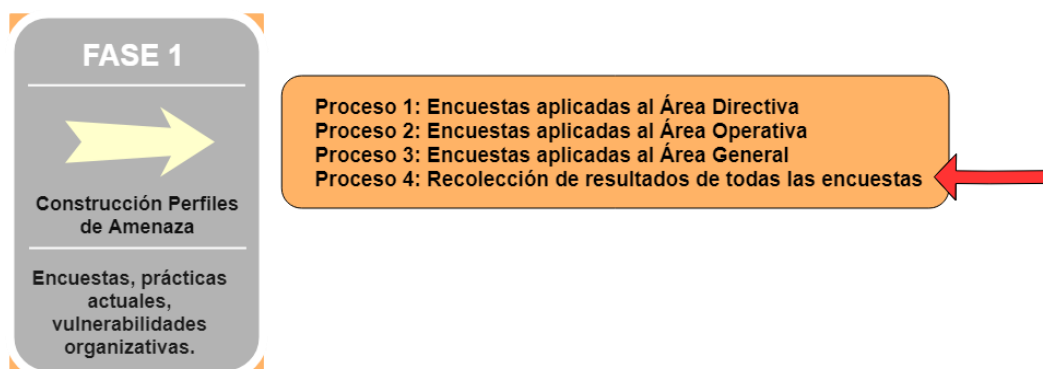 FASE 1
Construcción Perfiles
de Amenaza
Encuestas, prácticas
actuales,
vulnerabilidades
organizativas.
Proceso 1: Encuestas aplicadas al Área Directiva
Proceso 2: Encuestas aplicadas al Área Operativa
Proceso 3: Encuestas aplicadas al Área General
Proceso 4: Recolección de resultados de todas las encuestas